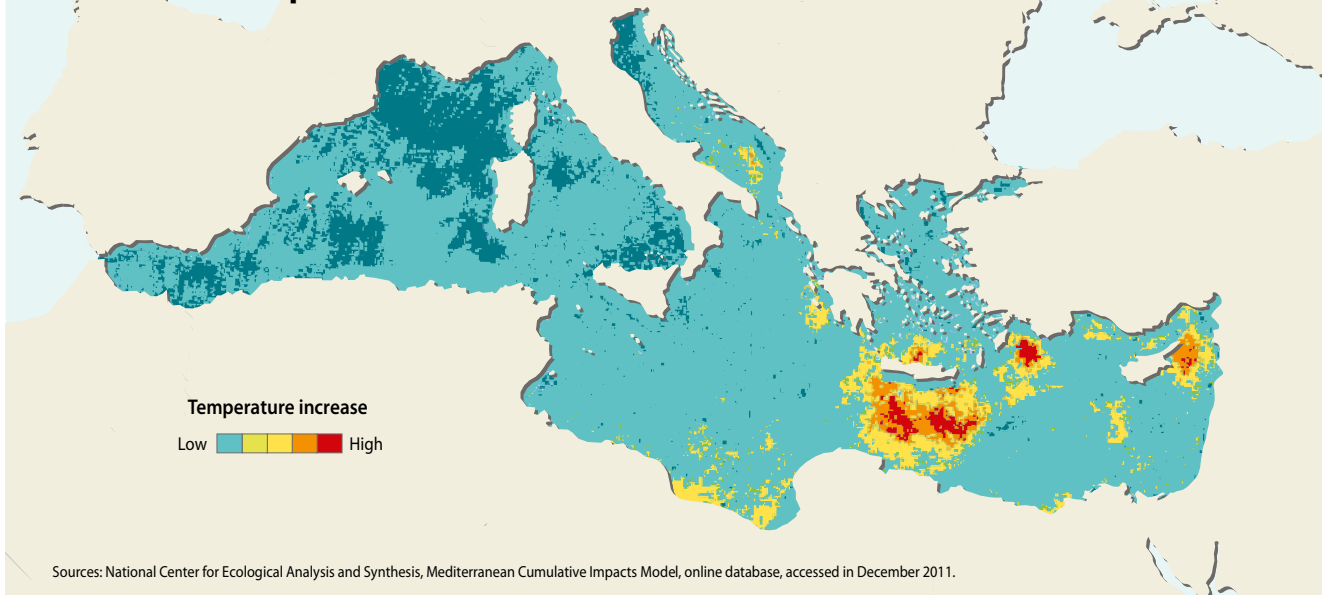 Temperature increase
Low High
Sources: National Center for Ecological Analysis and Synthesis, Mediterranean Cumulative Impacts Model, online database, accessed in December 2011.